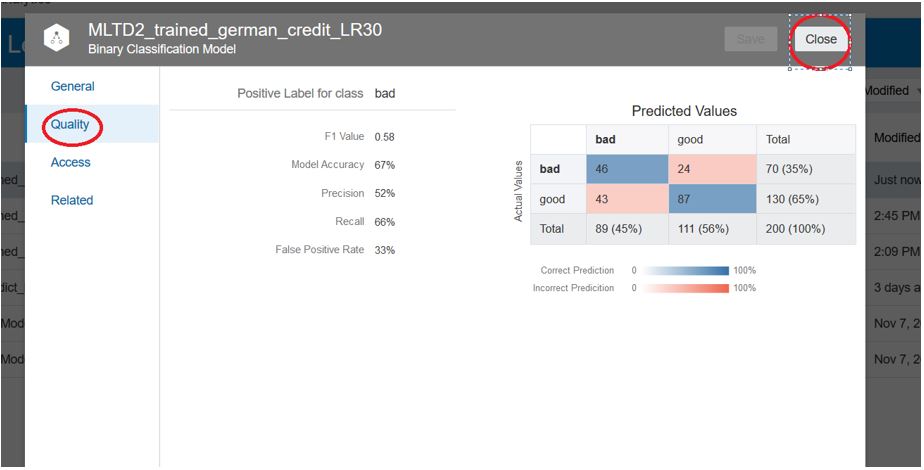 MLTD2_trained_german_credit_LR30
Binary Classification Model
Save
Close
General
Quality
Access
Related
Positive Label for class bad
F1 Value 0.58
Model Accuracy 67%
Precision 52%
Recall 66%
False Positive Rate 33%
Predicted Values
Actual Values
bad good Total
bad 46 24 70 (35%)
good 43 87 130 (65%)
Total 89 (45%) 111 (56%) 200 (100%)
Correct Prediction 0 100%
Incorrect Predicition 0 100%
Modified
Modified
Just now
2:45 PM
2:09 PM
3 days a
Nov 7, 2
Nov 7, 2